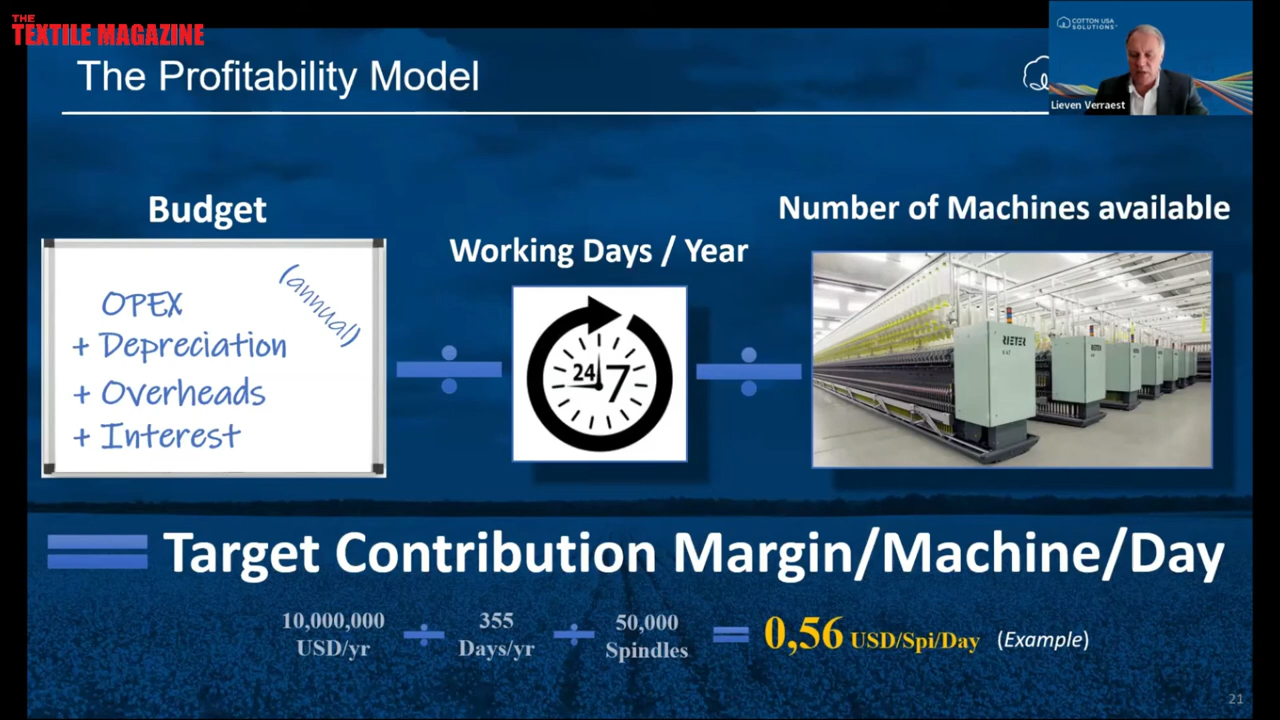 THE
TEXTILE MAGAZINE
COTTON USA
SOLUTIONS™
The Profitability Model
Lieven Verraest
Budget
Working Days / Year
Number of Machines available
(annual)
OPEX
+ Depreciation
+ Overheads
+ Interest
24 7
RIETER
÷
÷
= Target Contribution Margin/Machine/Day
10,000,000 ÷ 355 ÷ 50,000 = 0,56 USD/Spi/Day (Example)
USD/yr Days/yr Spindles
21